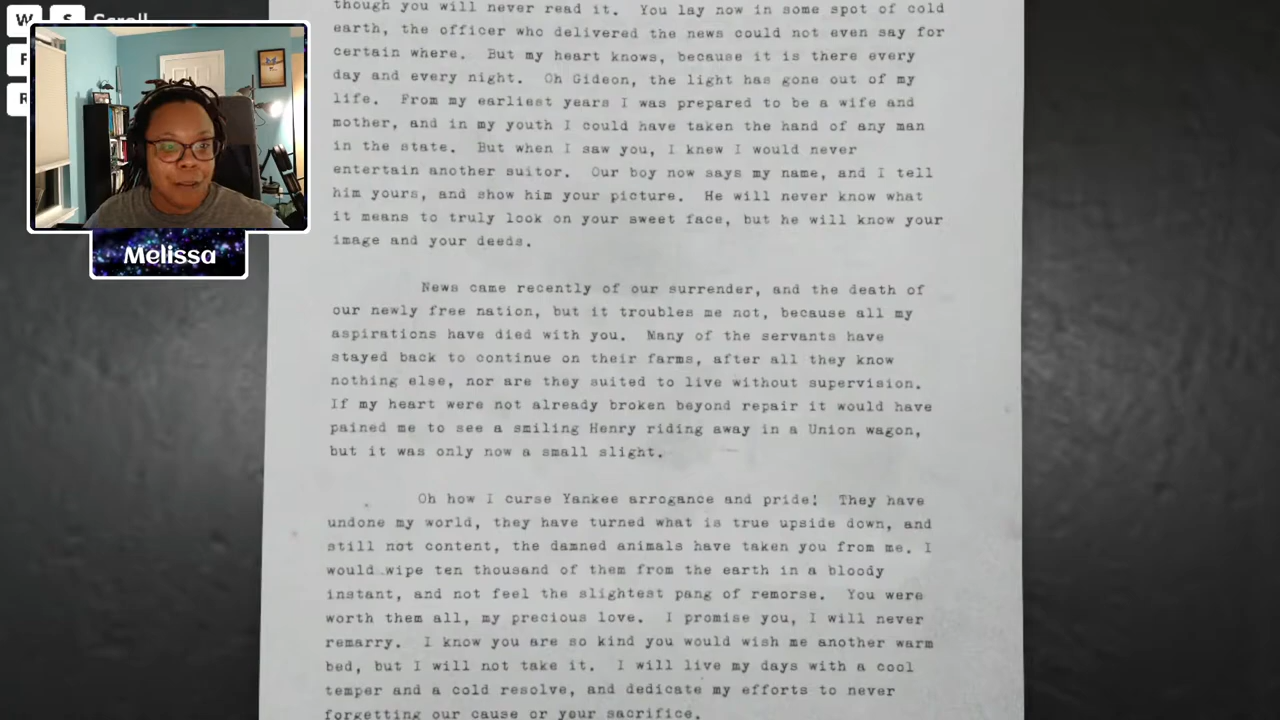 W
S
Scroll
F
R
Melissa
though you will never read it. You lay now in some spot of cold
earth, the officer who delivered the news could not even say for
certain where. But my heart knows, because it is there every
day and every night. Oh Gideon, the light has gone out of my
life. From my earliest years I was prepared to be a wife and
mother, and in my youth I could have taken the hand of any man
in the state. But when I saw you, I knew I would never
entertain another suitor. Our boy now says my name, and I tell
him yours, and show him your picture. He will never know what
it means to truly look on your sweet face, but he will know your
image and your deeds.
News came recently of our surrender, and the death of
our newly free nation, but it troubles me not, because all my
aspirations have died with you. Many of the servants have
stayed back to continue on their farms, after all they know
nothing else, nor are they suited to live without supervision.
If my heart were not already broken beyond repair it would have
pained me to see a smiling Henry riding away in a Union wagon,
but it was only now a small slight.
Oh how I curse Yankee arrogance and pride! They have
undone my world, they have turned what is true upside down, and
still not content, the damned animals have taken you from me. I
would wipe ten thousand of them from the earth in a bloody
instant, and not feel the slightest pang of remorse. You were
worth them all, my precious love. I promise you, I will never
remarry. I know you are so kind you would wish me another warm
bed, but I will not take it. I will live my days with a cool
temper and a cold resolve, and dedicate my efforts to never
forgetting our cause or your sacrifice.